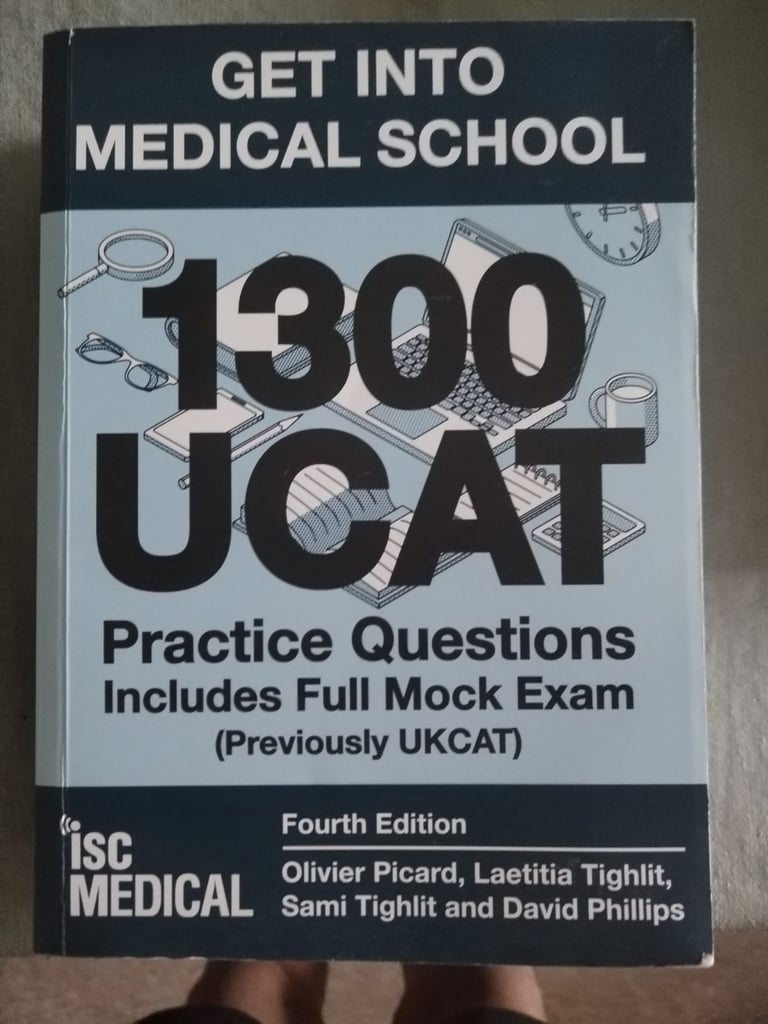 GET INTO
MEDICAL SCHOOL
1300
UCAT
Practice Questions
Includes Full Mock Exam
(Previously UKCAT)
iSC
MEDICAL
Fourth Edition
Olivier Picard, Laetitia Tighlit,
Sami Tighlit and David Phillips